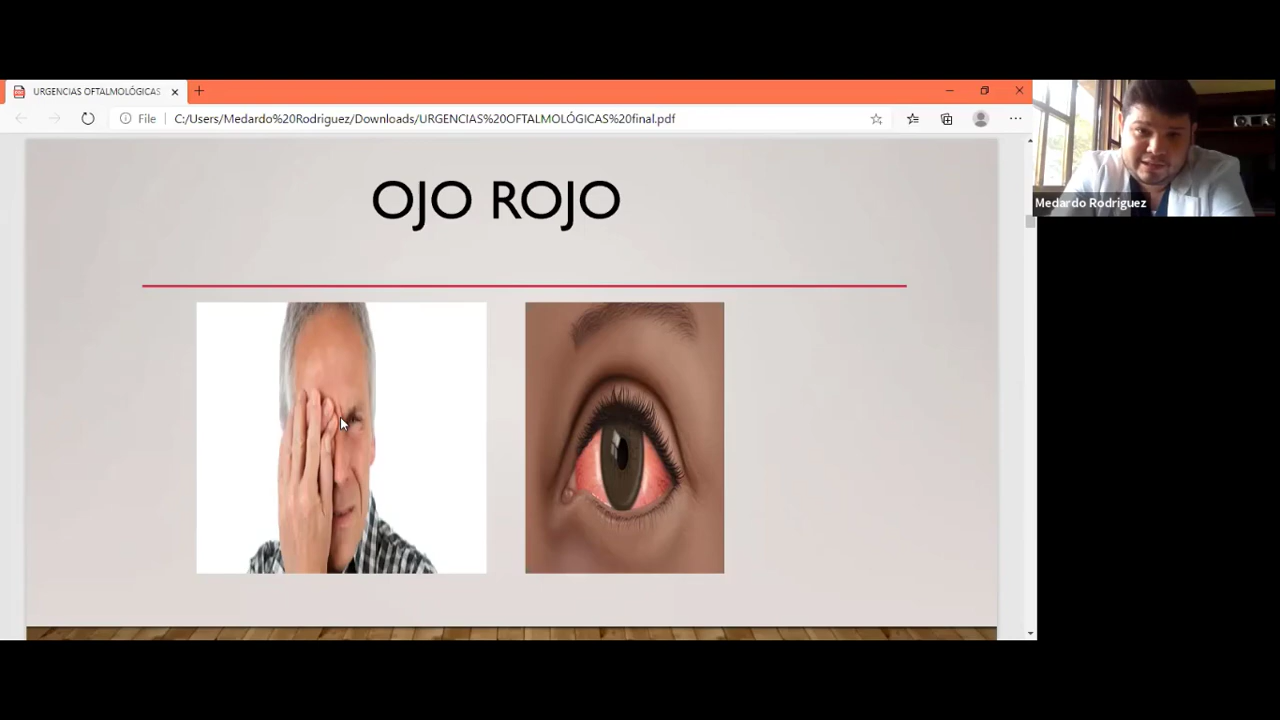 URGENCIAS OFTALMOLÓGICAS
File
C:/Users/Medardo%20Rodriguez/Downloads/URGENCIAS%20OFTALMOLÓGICAS%20final.pdf
Medardo Rodriguez
OJO ROJO